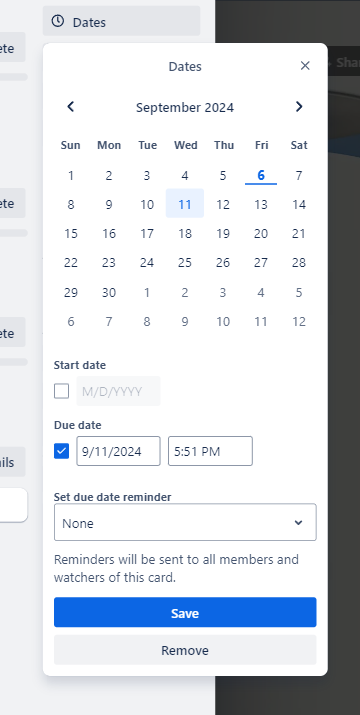 Dates
ete
Dates
Shar
September 2024
Sun Mon Tue Wed Thu Fri Sat
1 2 3 4 5 6 7
8 9 10 11 12 13 14
15 16 17 18 19 20 21
22 23 24 25 26 27 28
29 30 1 2 3 4 5
6 7 8 9 10 11 12
ete
ete
Start date
M/D/YYYY
Due date
9/11/2024 5:51 PM
ils
Set due date reminder
None
Reminders will be sent to all members and
watchers of this card.
Save
Remove